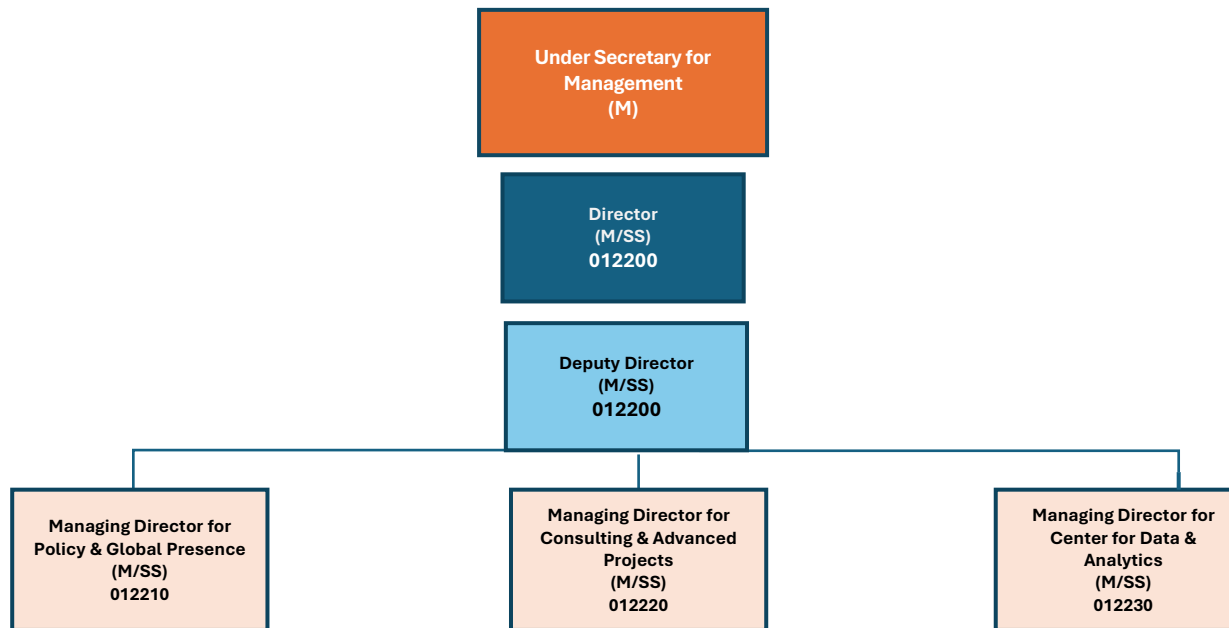 Under Secretary for
Management
(M)
Director
(M/SS)
012200
Deputy Director
(M/SS)
012200
Managing Director for
Policy & Global Presence
(M/SS)
012210
Managing Director for
Consulting & Advanced
Projects
(M/SS)
012220
Managing Director for
Center for Data &
Analytics
(M/SS)
012230